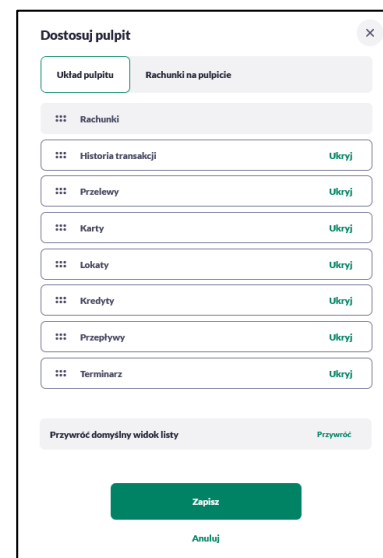 Dostosuj pulpit
Układ pulpitu Rachunki na pulpicie
Rachunki
Historia transakcji Ukryj
Przelewy Ukryj
Karty Ukryj
Lokaty Ukryj
Kredyty Ukryj
Przepływy Ukryj
Terminarz Ukryj
Przywróć domyślny widok listy Przywróć
Zapisz
Anuluj